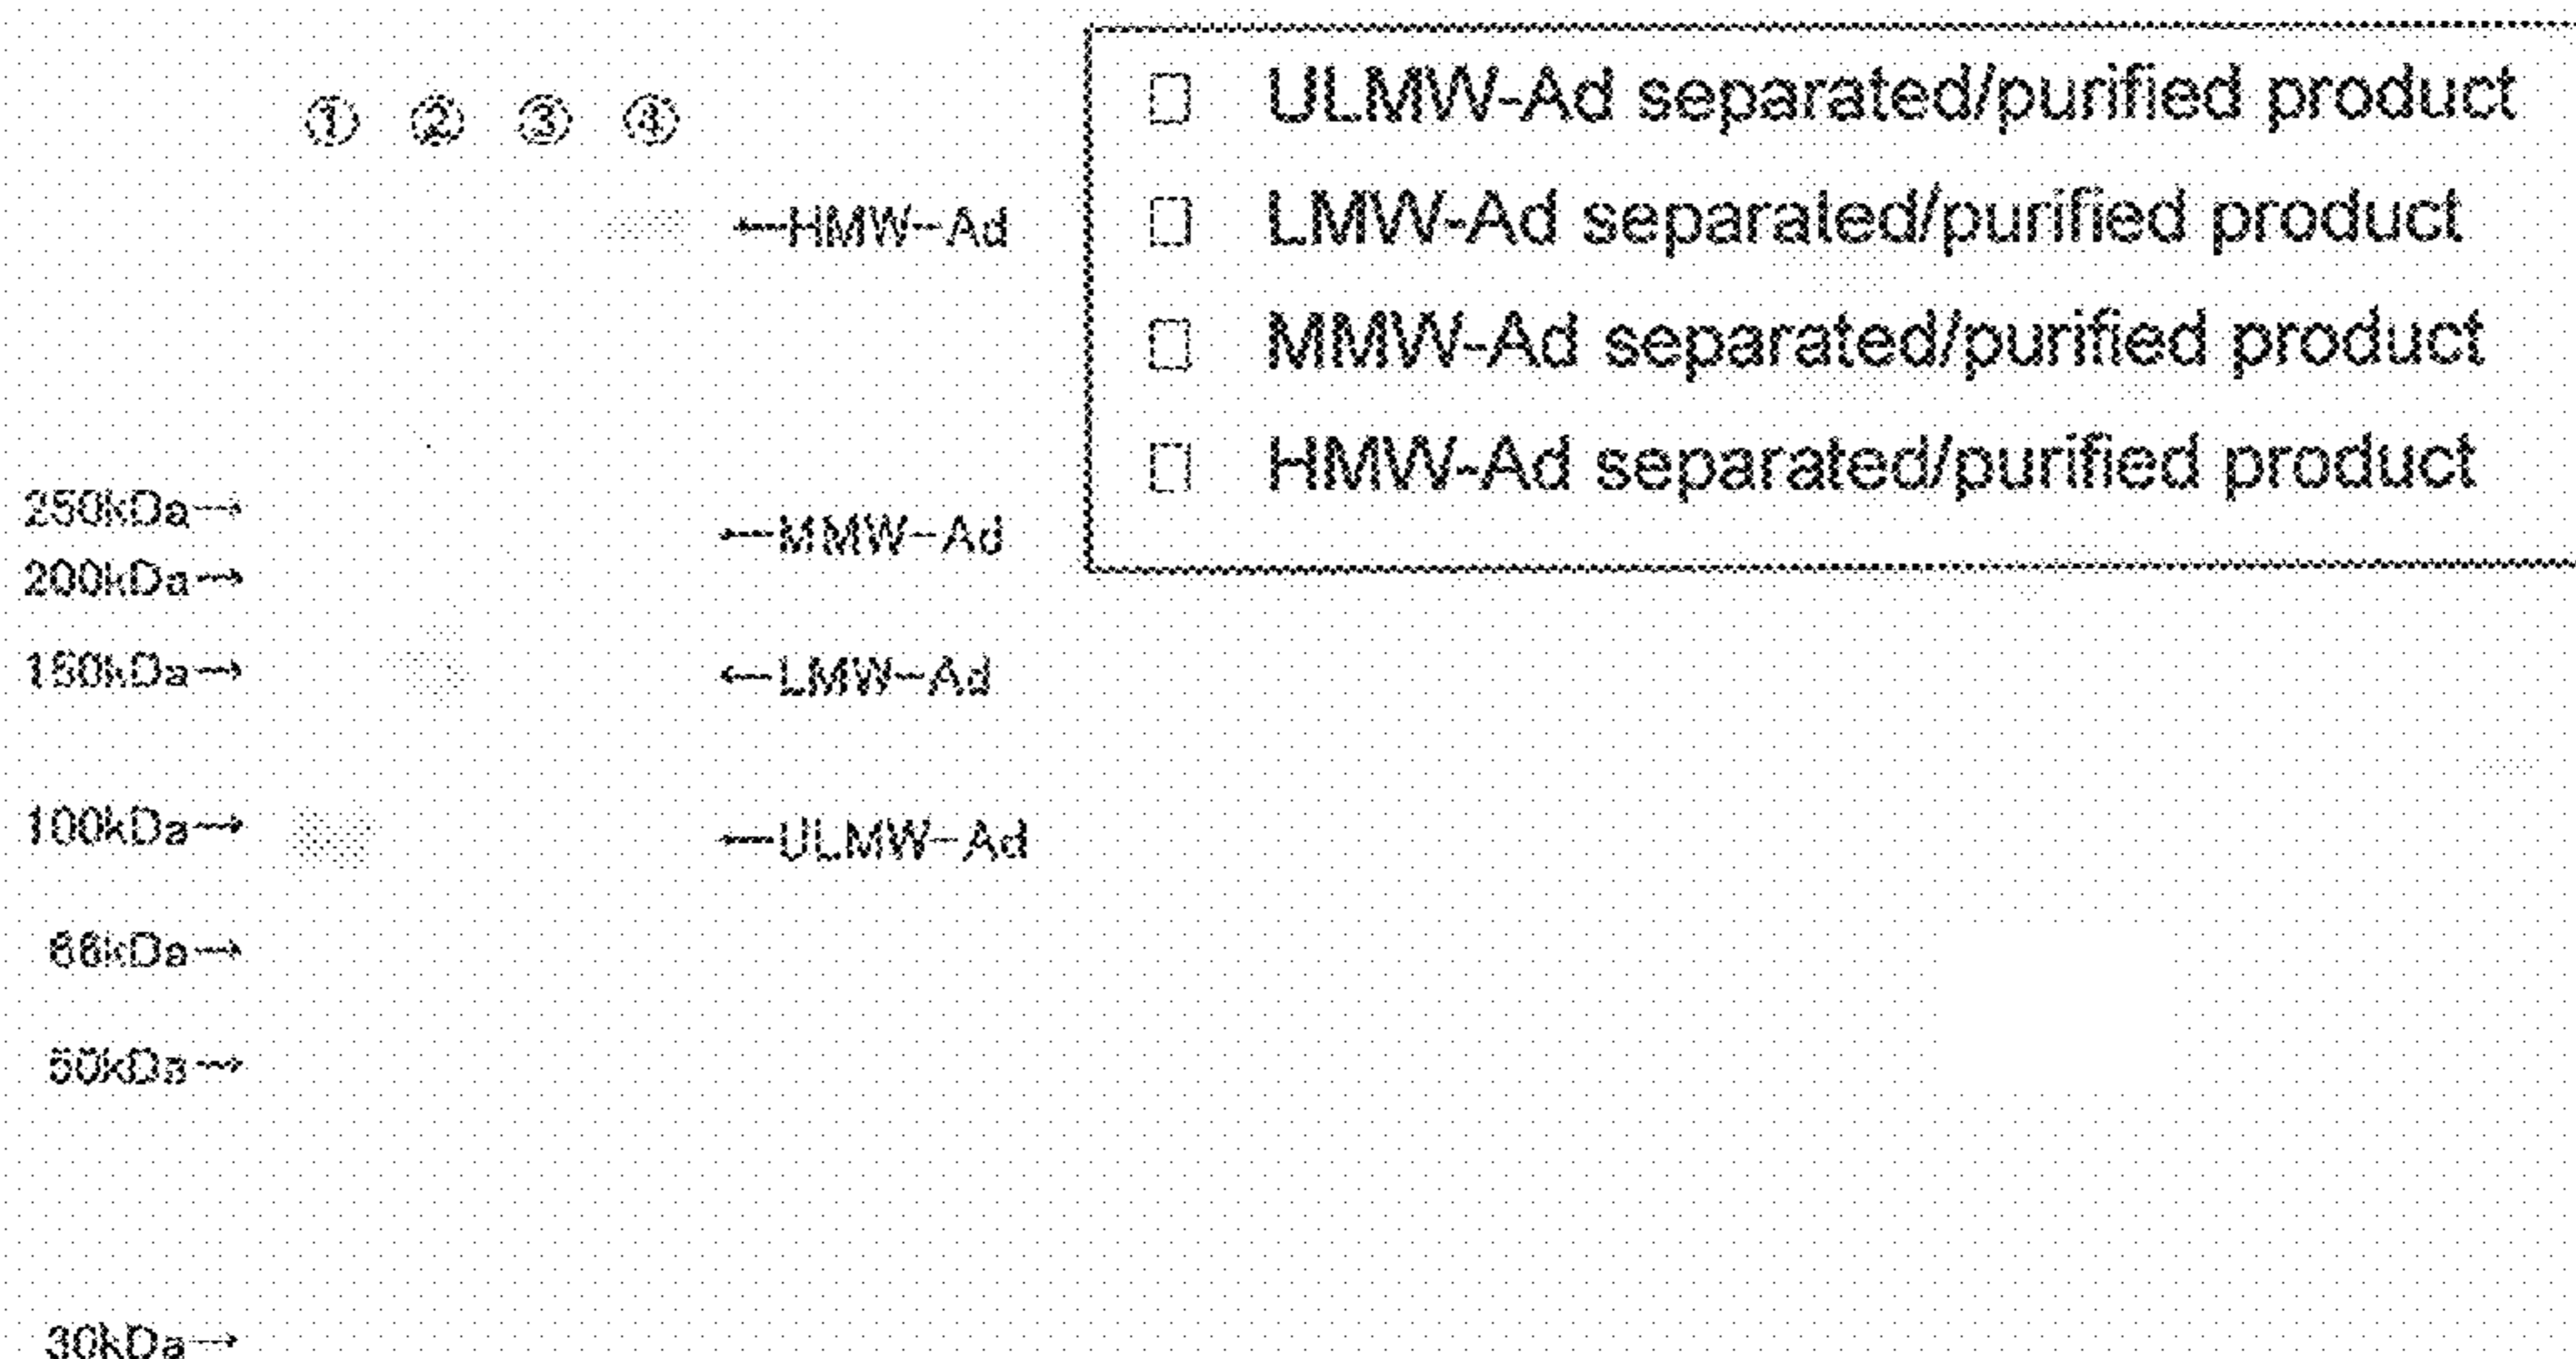 ① ② ③ ④
←HMW-Ad
250kDa→
←MMW-Ad
200kDa→
150kDa→
←LMW-Ad
100kDa→
←ULMW-Ad
66kDa→
50kDa→
30kDa→
ULMW-Ad separated/purified product
LMW-Ad separated/purified product
MMW-Ad separated/purified product
HMW-Ad separated/purified product